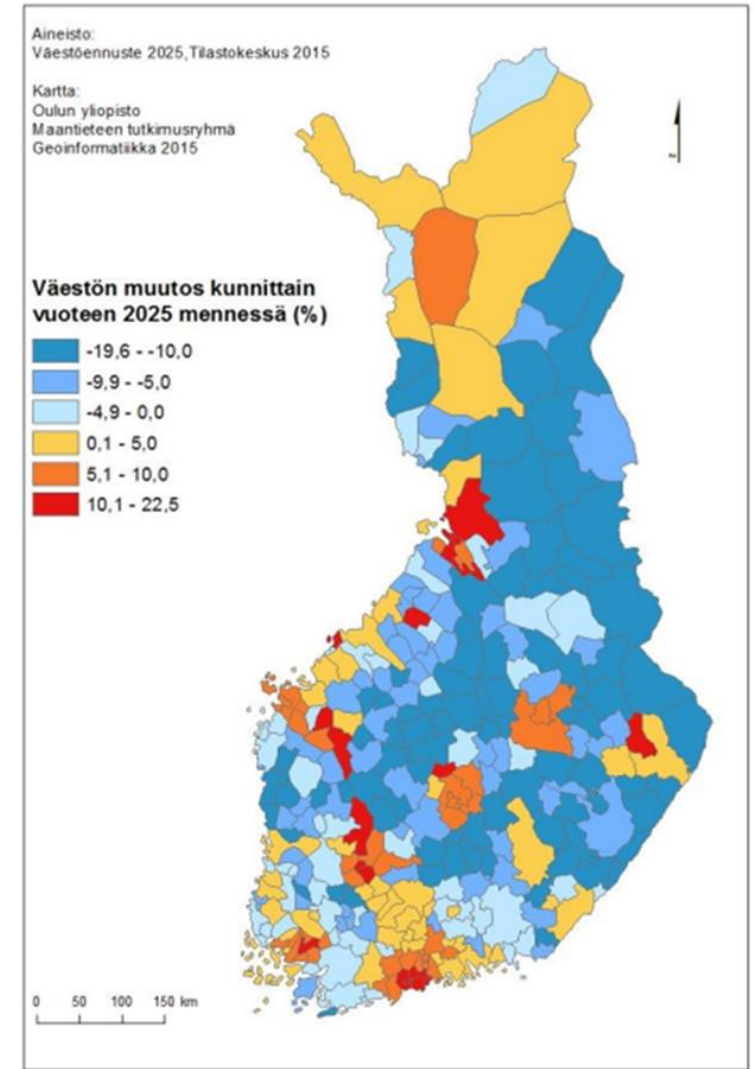 Aineisto:
Väestöennuste 2025,Tilastokeskus 2015
Kartta:
Oulun yliopisto
Maantieteen tutkimusryhmä
Geoinformatiikka 2015
Väestön muutos kunnittain
vuoteen 2025 mennessä (%)
-19,6 - -10,0
-9,9 - -5,0
-4,9 - 0,0
0,1 - 5,0
5,1 - 10,0
10,1 - 22,5
0 50 100 150 km